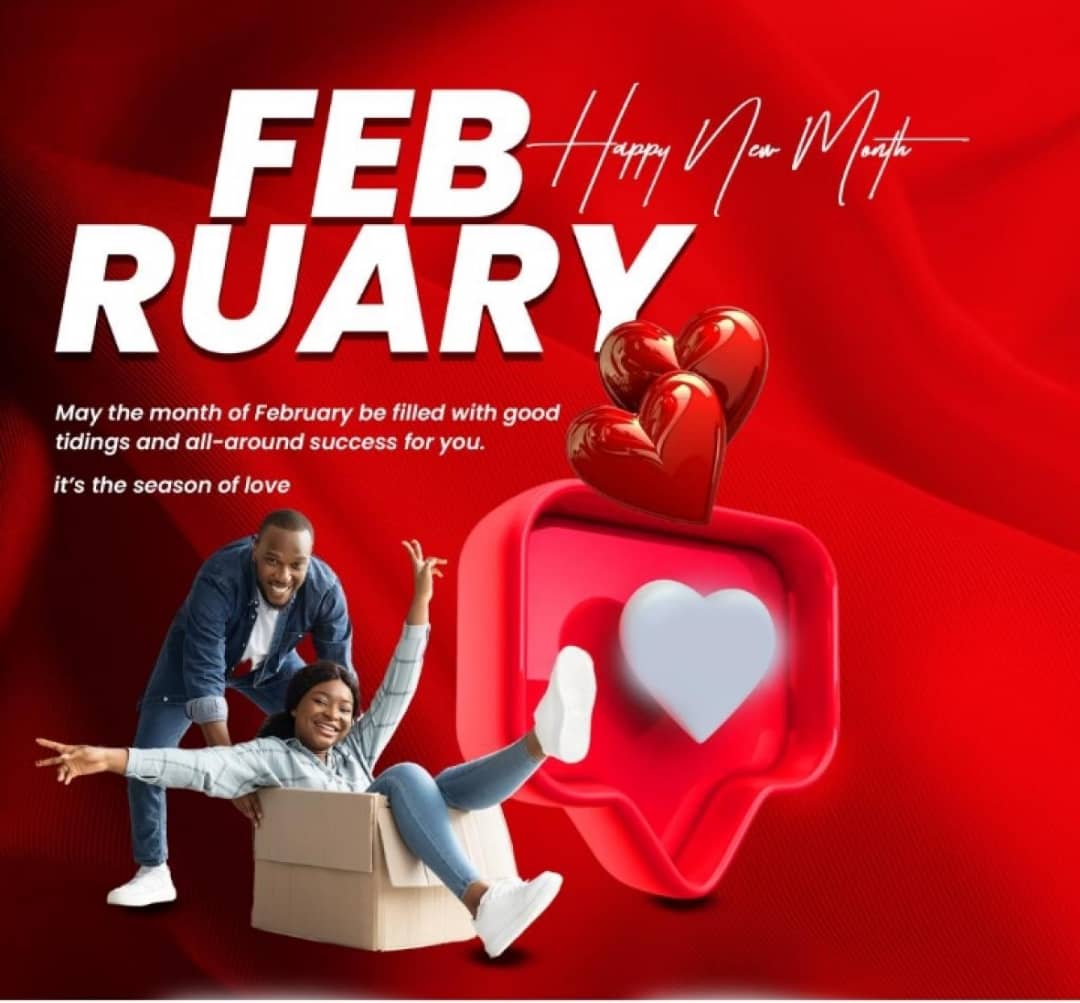 FEB
RUARY
Happy New Month
May the month of February be filled with good
tidings and all-around success for you.
it's the season of love